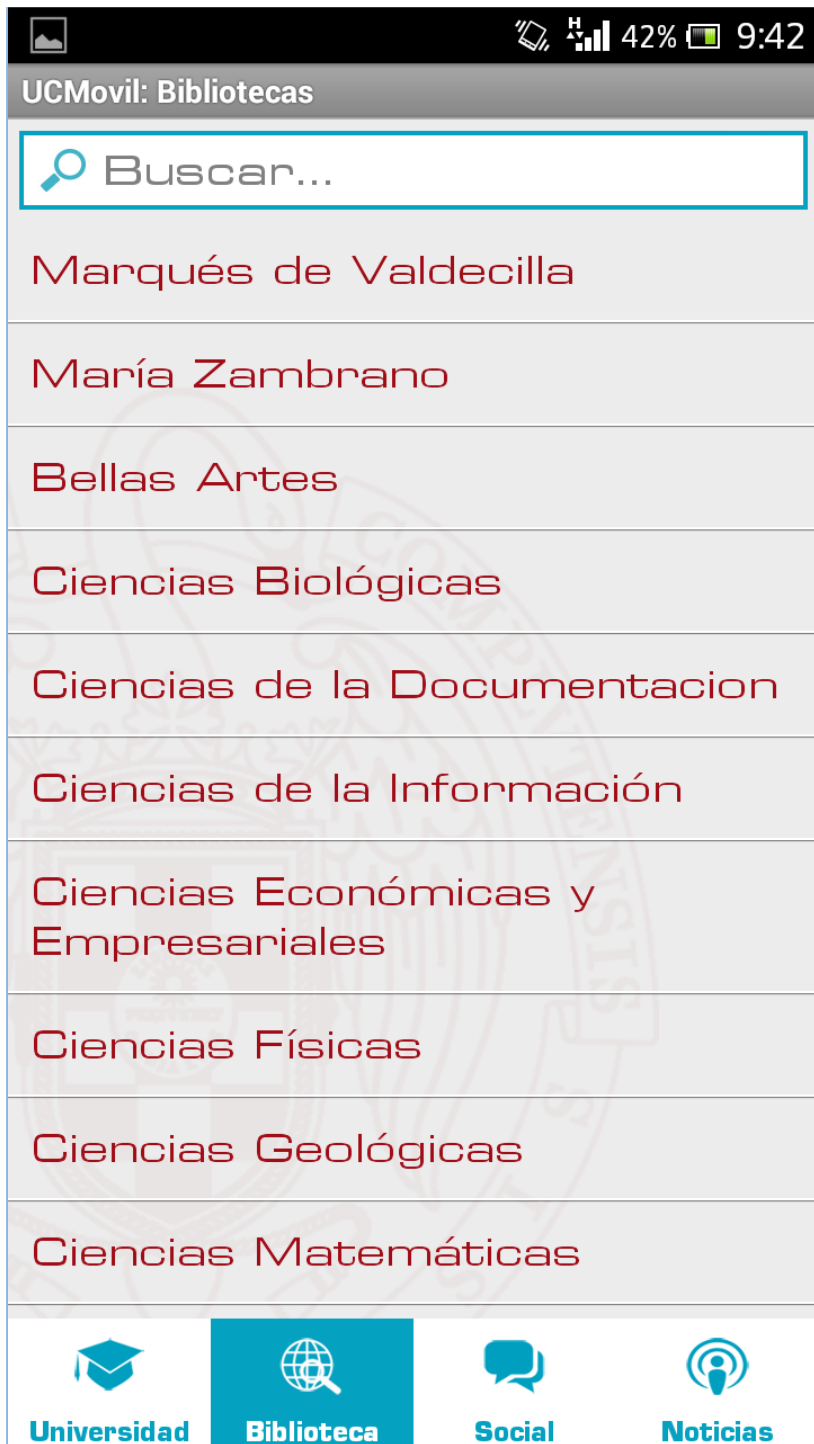 H 42% 9:42
UCMovil: Bibliotecas
Buscar...
Marqués de Valdecilla
María Zambrano
Bellas Artes
Ciencias Biológicas
Ciencias de la Documentacion
Ciencias de la Información
Ciencias Económicas y
Empresariales
Ciencias Físicas
Ciencias Geológicas
Ciencias Matemáticas
COMPLVTENSIS
Universidad Biblioteca Social Noticias